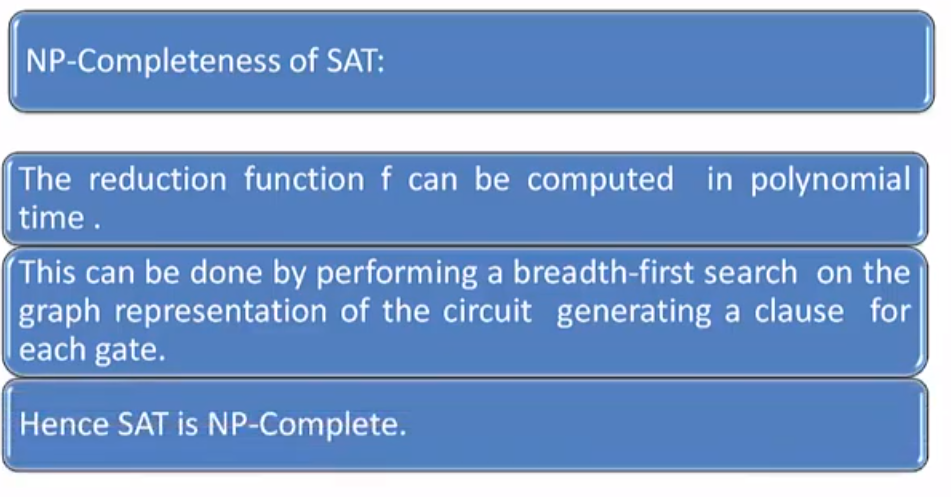 NP-Completeness of SAT:
The reduction function f can be computed in polynomial
time .
This can be done by performing a breadth-first search on the
graph representation of the circuit generating a clause for
each gate.
Hence SAT is NP-Complete.